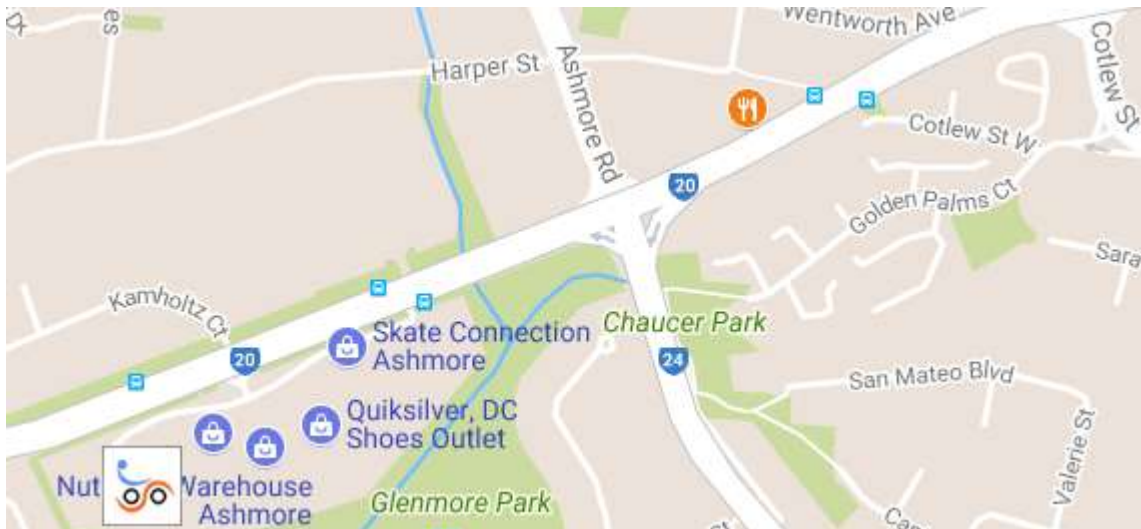 Wentworth Ave
Harper St
Ashmore Rd
Cotlew St
Cotlew St W
20
Golden Palms Ct
Sara
Kamholtz Ct
Chaucer Park
Skate Connection
Ashmore
20
24
San Mateo Blvd
Quiksilver, DC
Shoes Outlet
Valerie St
Nut
Warehouse
Ashmore
Glenmore Park